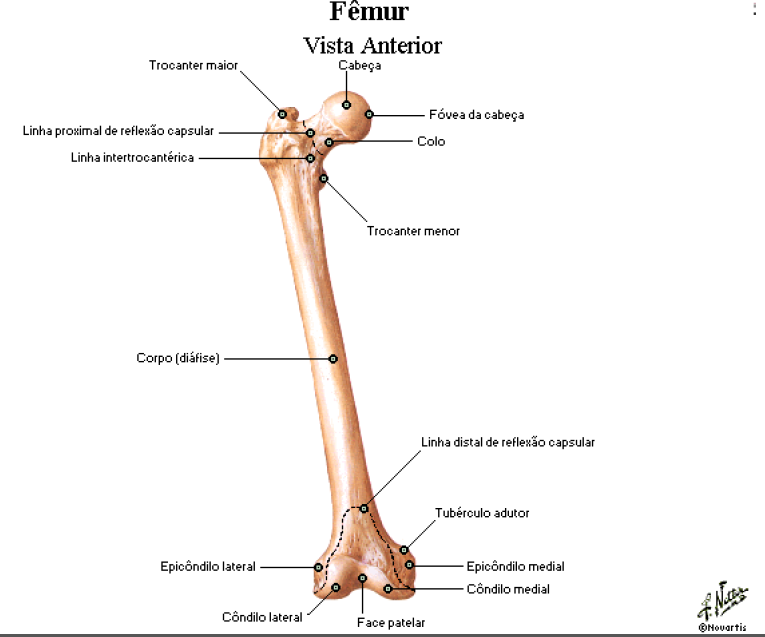 Fêmur
Vista Anterior
Trocanter maior
Cabeça
Fóvea da cabeça
Linha proximal de reflexão capsular
Colo
Linha intertrocantérica
Trocanter menor
Corpo (diáfise)
Linha distal de reflexão capsular
Tubérculo adutor
Epicôndilo lateral
Epicôndilo medial
Côndilo medial
Côndilo lateral
Face patelar
©Novartis